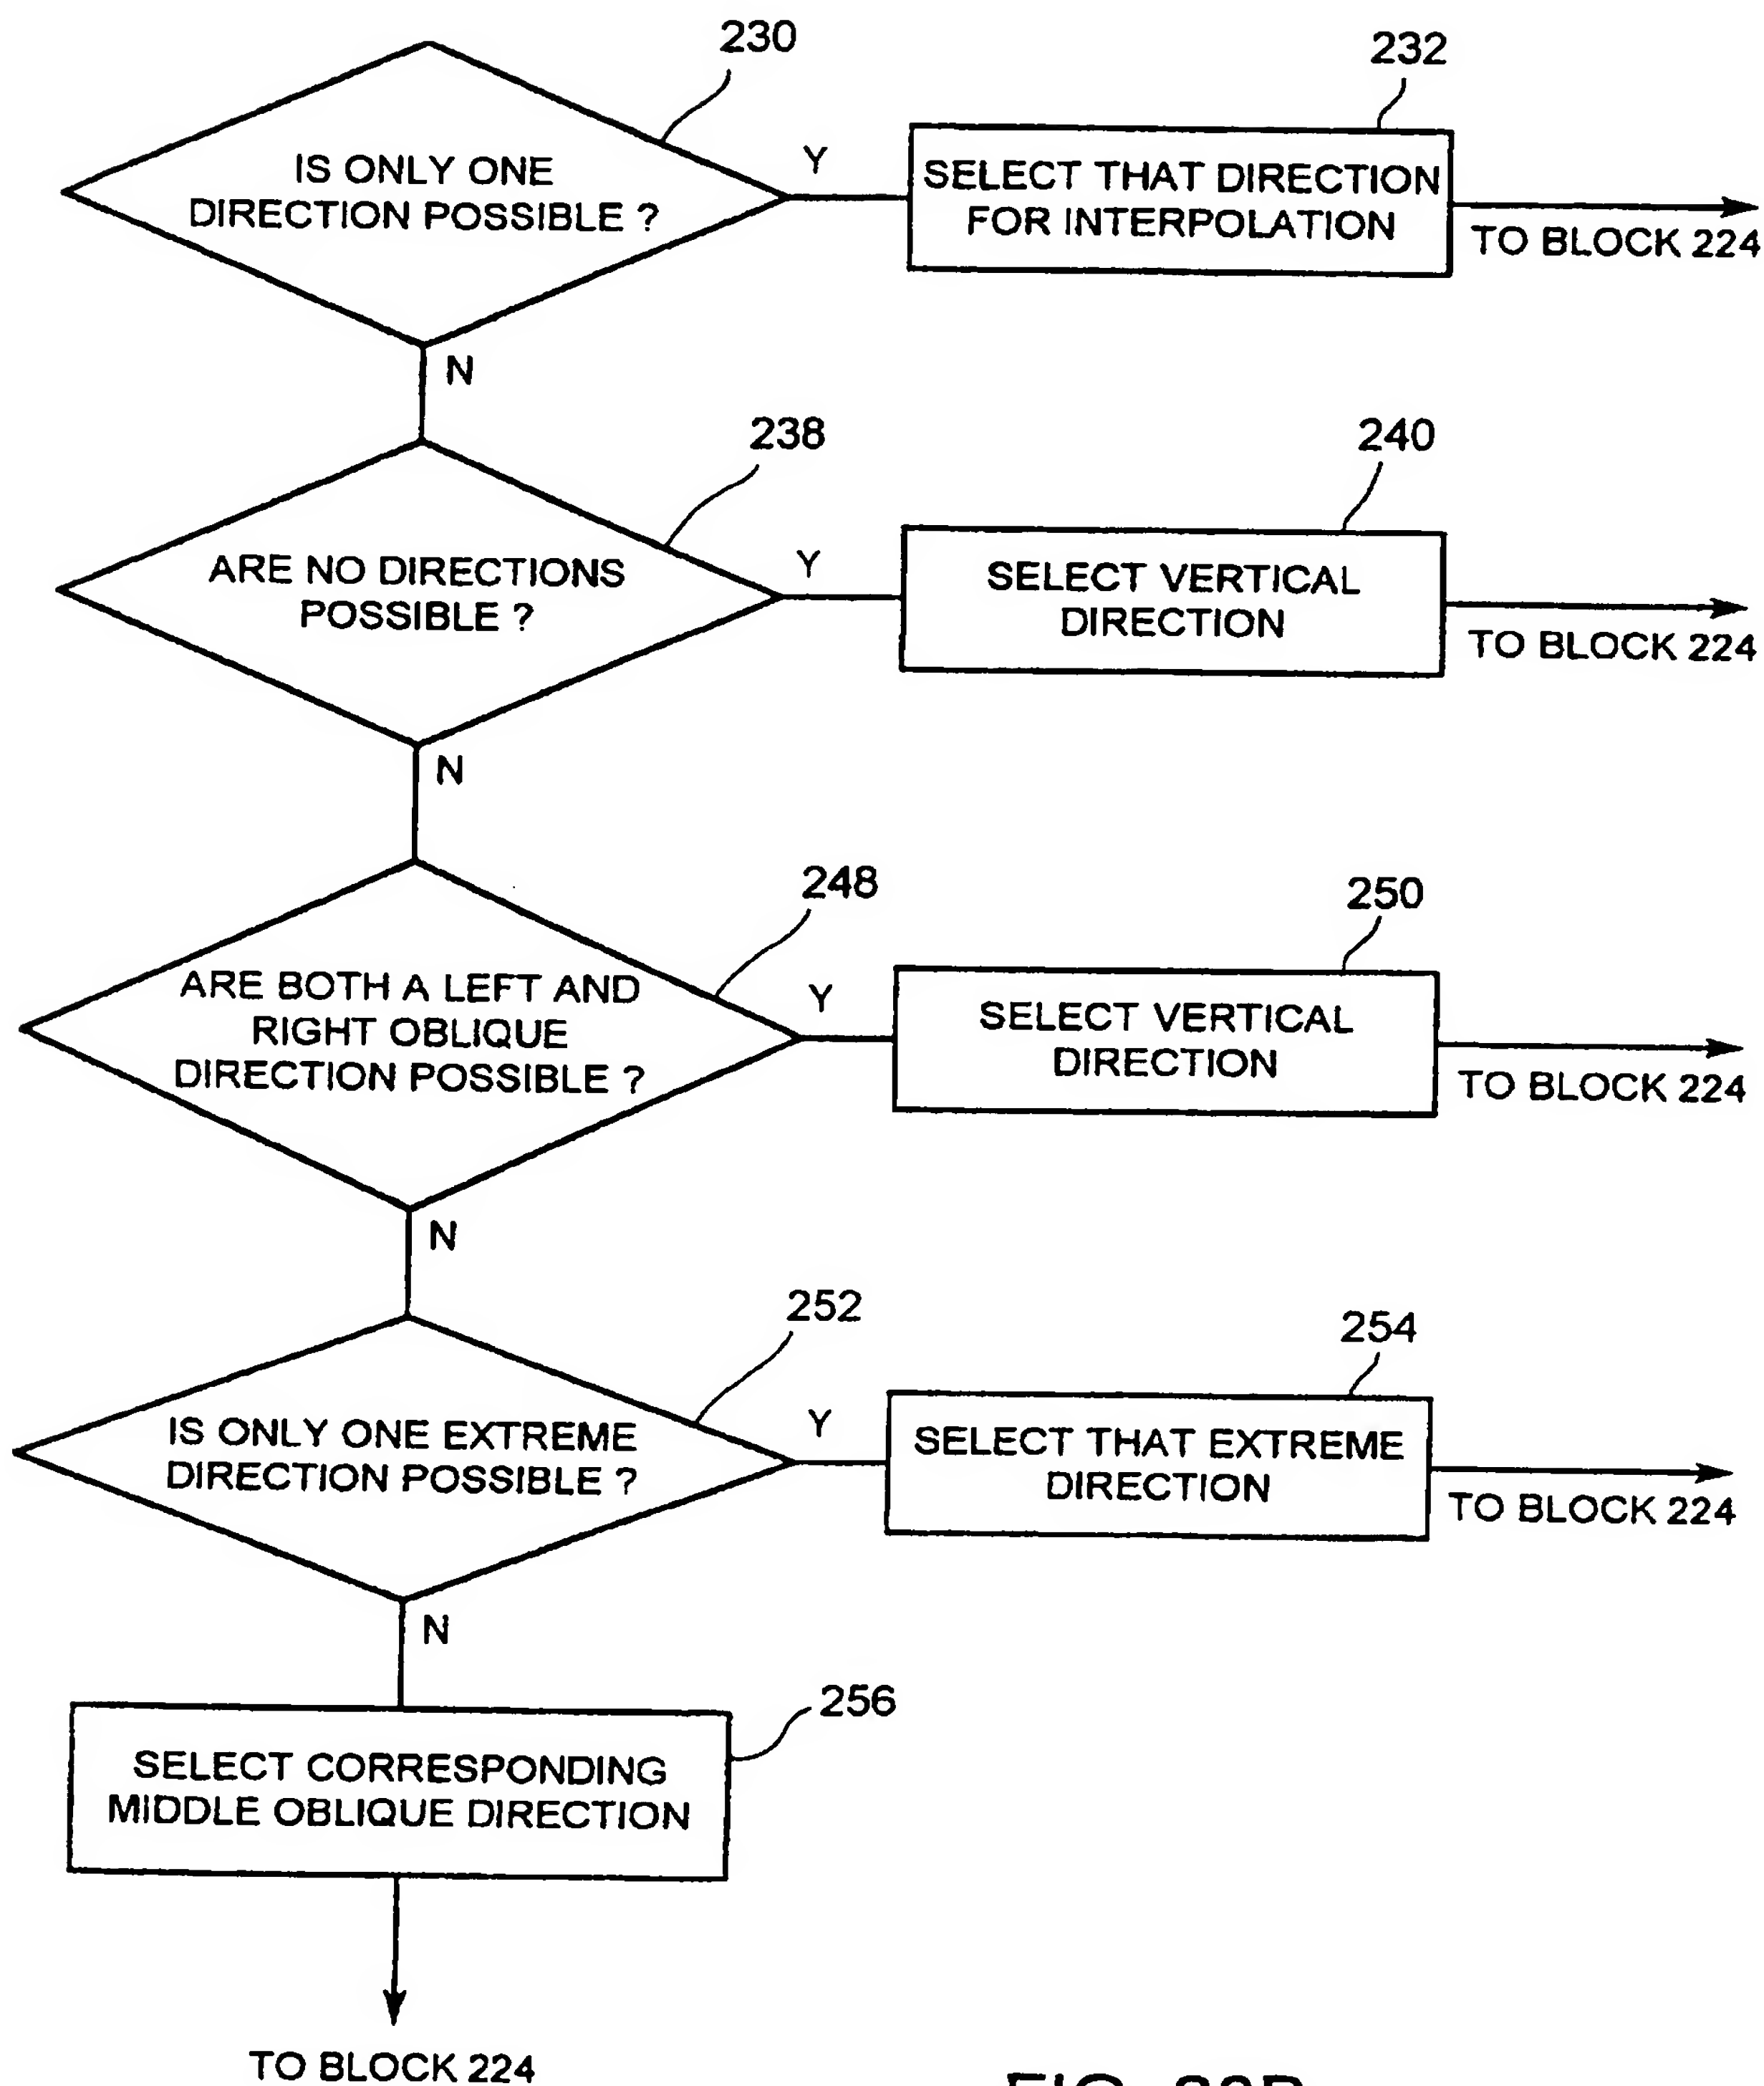 230
232
IS ONLY ONE
DIRECTION POSSIBLE ?
Y
SELECT THAT DIRECTION
FOR INTERPOLATION
TO BLOCK 224
N
238
240
ARE NO DIRECTIONS
POSSIBLE ?
Y
SELECT VERTICAL
DIRECTION
TO BLOCK 224
N
248
250
ARE BOTH A LEFT AND
RIGHT OBLIQUE
DIRECTION POSSIBLE ?
Y
SELECT VERTICAL
DIRECTION
TO BLOCK 224
N
252
254
IS ONLY ONE EXTREME
DIRECTION POSSIBLE ?
Y
SELECT THAT EXTREME
DIRECTION
TO BLOCK 224
N
256
SELECT CORRESPONDING
MIDDLE OBLIQUE DIRECTION
TO BLOCK 224